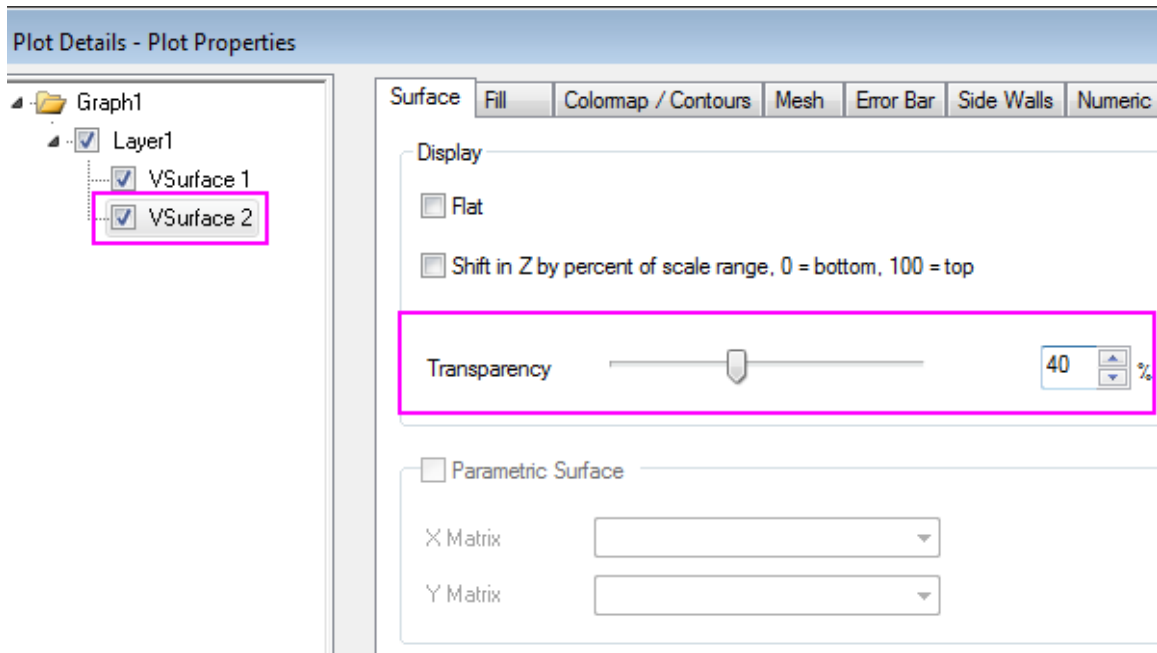 Plot Details - Plot Properties
Graph1
Layer1
VSurface 1
VSurface 2
Surface Fill Colormap / Contours Mesh Error Bar Side Walls Numeric
Display
Flat
Shift in Z by percent of scale range, 0 = bottom, 100 = top
Transparency 40 %
Parametric Surface
X Matrix
Y Matrix